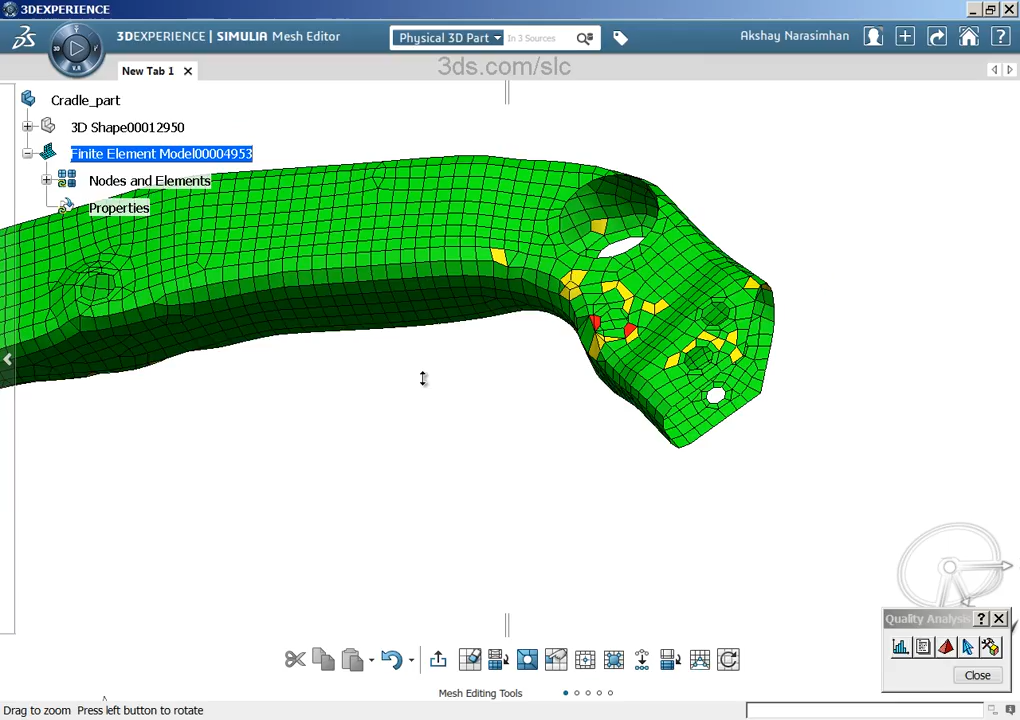 3DEXPERIENCE
3DEXPERIENCE | SIMULIA Mesh Editor
Physical 3D Part
In 3 Sources
Akshay Narasimhan
New Tab 1
3ds.com/slc
Cradle_part
3D Shape00012950
Finite Element Model00004953
Nodes and Elements
Properties
Quality Analysis
Close
Mesh Editing Tools
Drag to zoom Press left button to rotate